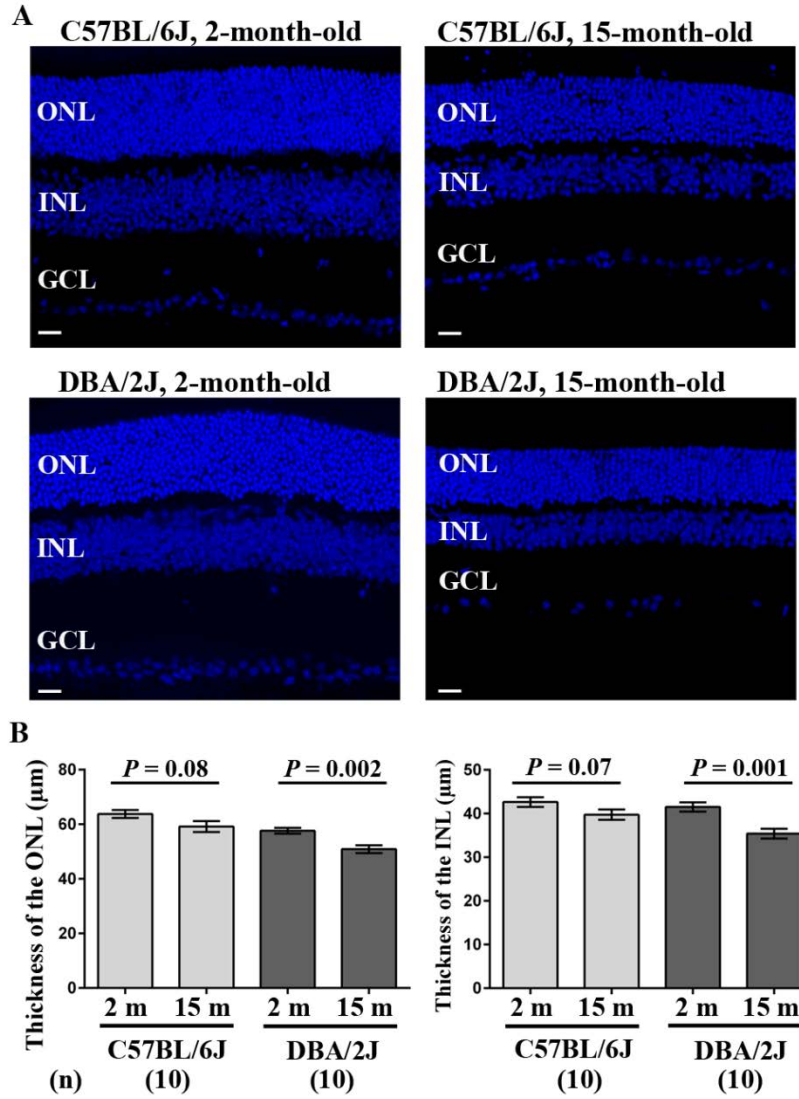 A
C57BL/6J, 2-month-old
C57BL/6J, 15-month-old
ONL
INL
GCL
ONL
INL
GCL
DBA/2J, 2-month-old
DBA/2J, 15-month-old
ONL
INL
GCL
ONL
INL
GCL
B
Thickness of the ONL (µm)
80
60
40
20
0
P = 0.08
P = 0.002
2 m 15 m 2 m 15 m
C57BL/6J DBA/2J
(n) (10) (10)
Thickness of the INL (µm)
50
40
30
20
10
0
P = 0.07
P = 0.001
2 m 15 m 2 m 15 m
C57BL/6J DBA/2J
(10) (10)